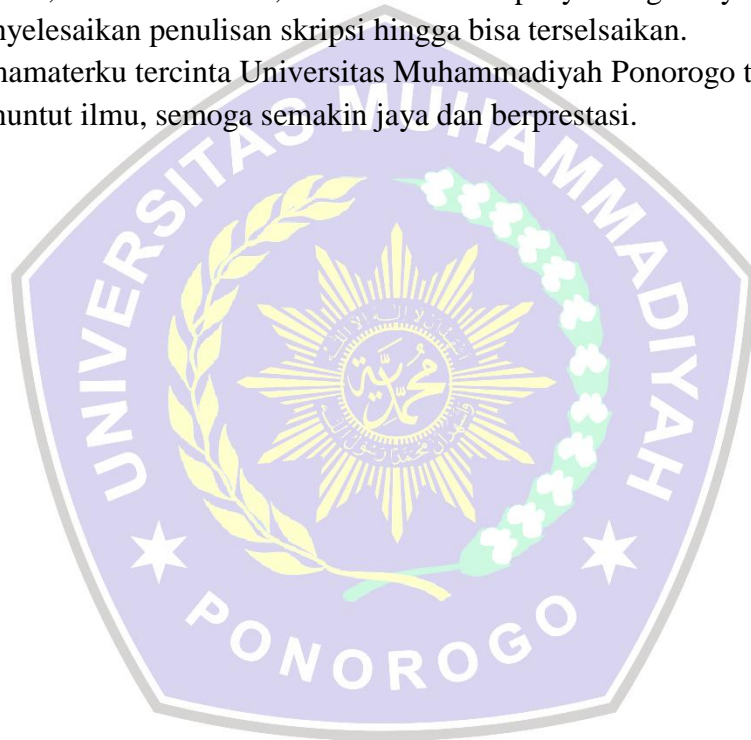 nyelesaikan penulisan skripsi hingga bisa terselsaikan.
namaterku tercinta Universitas Muhammadiyah Ponorogo t
nuntut ilmu, semoga semakin jaya dan berprestasi.
UNIVERSITAS MUHAMMADIYAH
PONOROGO
محمدية